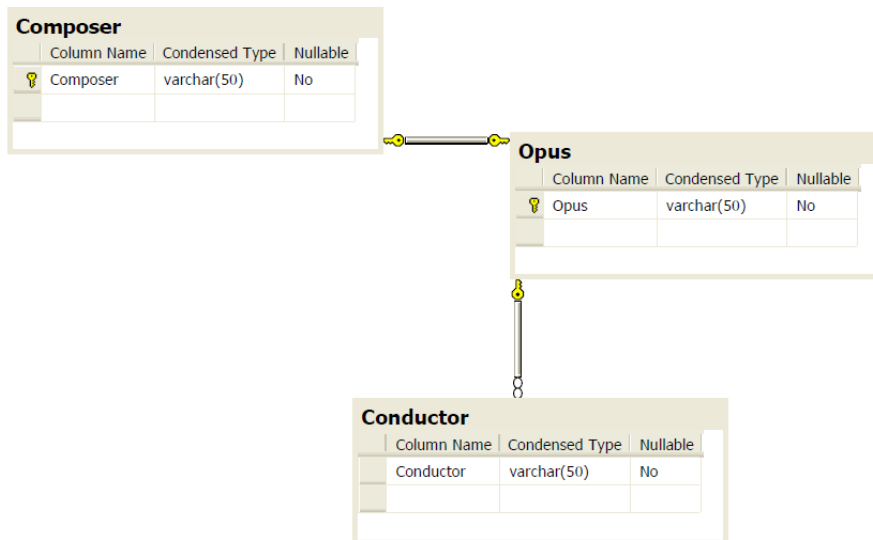 Composer
Column Name Condensed Type Nullable
Composer varchar(50) No
Opus
Column Name Condensed Type Nullable
Opus varchar(50) No
Conductor
Column Name Condensed Type Nullable
Conductor varchar(50) No